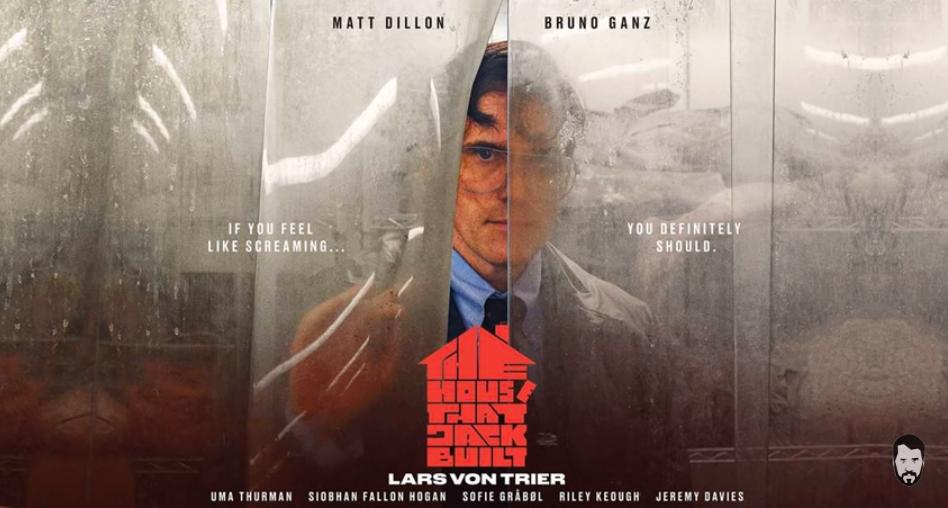 MATT DILLON BRUNO GANZ
IF YOU FEEL
LIKE SCREAMING...
YOU DEFINITELY
SHOULD.
THE
HOUSE
THAT
JACK
BUILT
LARS VON TRIER
UMA THURMAN SIOBHAN FALLON HOGAN SOFIE GRÅBØL RILEY KEOUGH JEREMY DAVIES